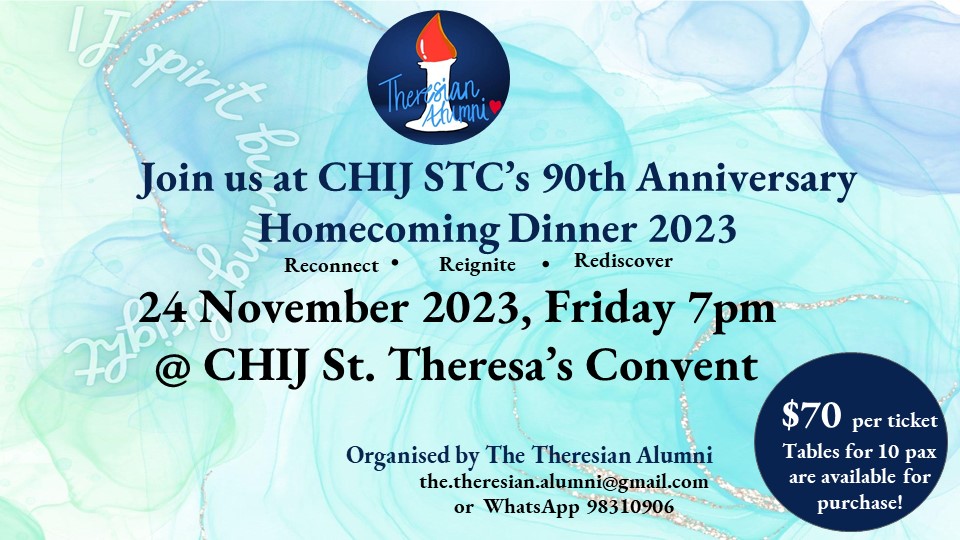 IJ spirit burning bright
Theresian
Alumni
Join us at CHIJ STC’s 90th Anniversary
Homecoming Dinner 2023
Reconnect • Reignite • Rediscover
24 November 2023, Friday 7pm
@ CHIJ St. Theresa’s Convent
$70 per ticket
Tables for 10 pax
are available for
purchase!
Organised by The Theresian Alumni
the.theresian.alumni@gmail.com
or WhatsApp 98310906